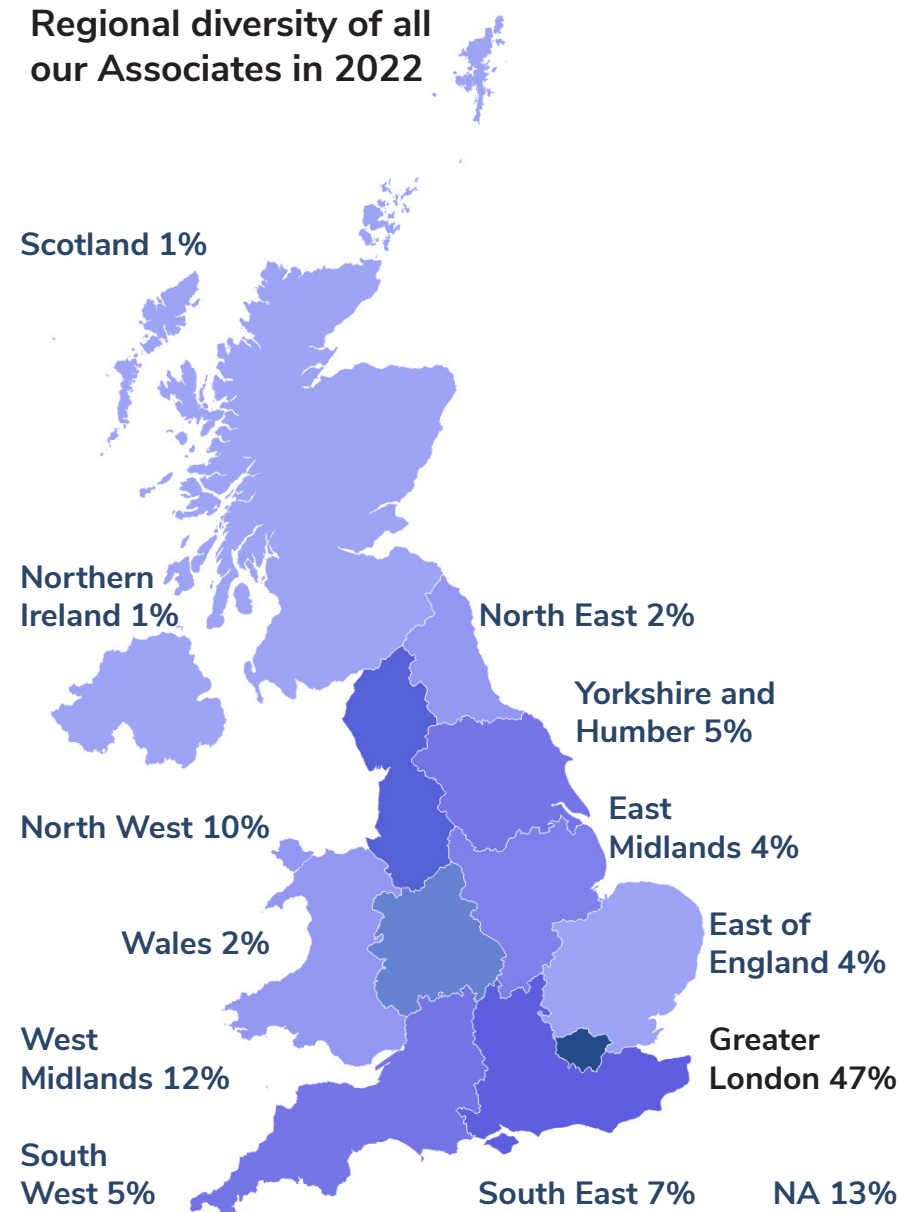 Regional diversity of all
our Associates in 2022
Scotland 1%
Northern
Ireland 1%
North East 2%
Yorkshire and
Humber 5%
North West 10%
East
Midlands 4%
Wales 2%
East of
England 4%
West
Midlands 12%
Greater
London 47%
South
West 5%
South East 7%
NA 13%